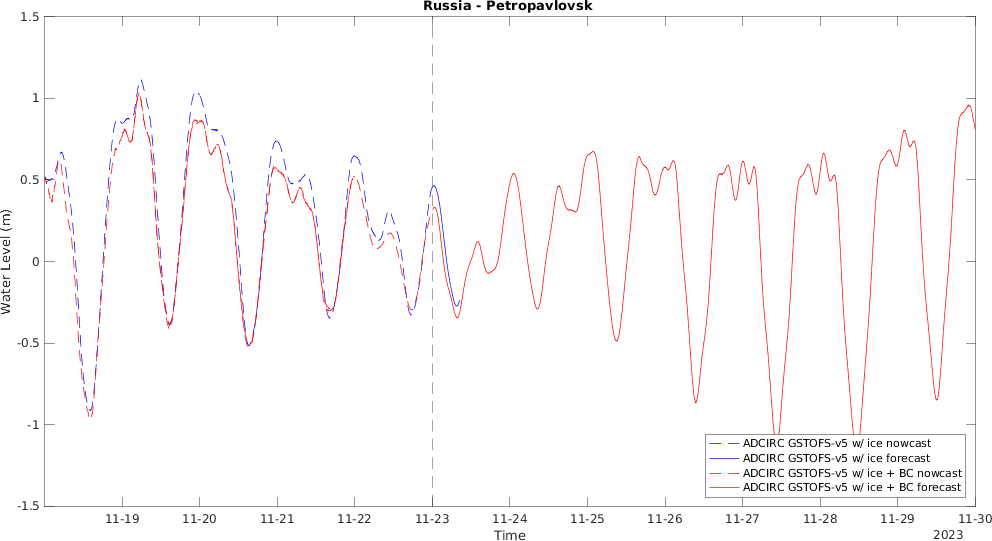 Russia - Petropavlovsk
Water Level (m)
1.5
1
0.5
0
-0.5
-1
-1.5
ADCIRC GSTOFS-v5 w/ ice nowcast
ADCIRC GSTOFS-v5 w/ ice forecast
ADCIRC GSTOFS-v5 w/ ice + BC nowcast
ADCIRC GSTOFS-v5 w/ ice + BC forecast
11-19 11-20 11-21 11-22 11-23 11-24 11-25 11-26 11-27 11-28 11-29 11-30
Time
2023